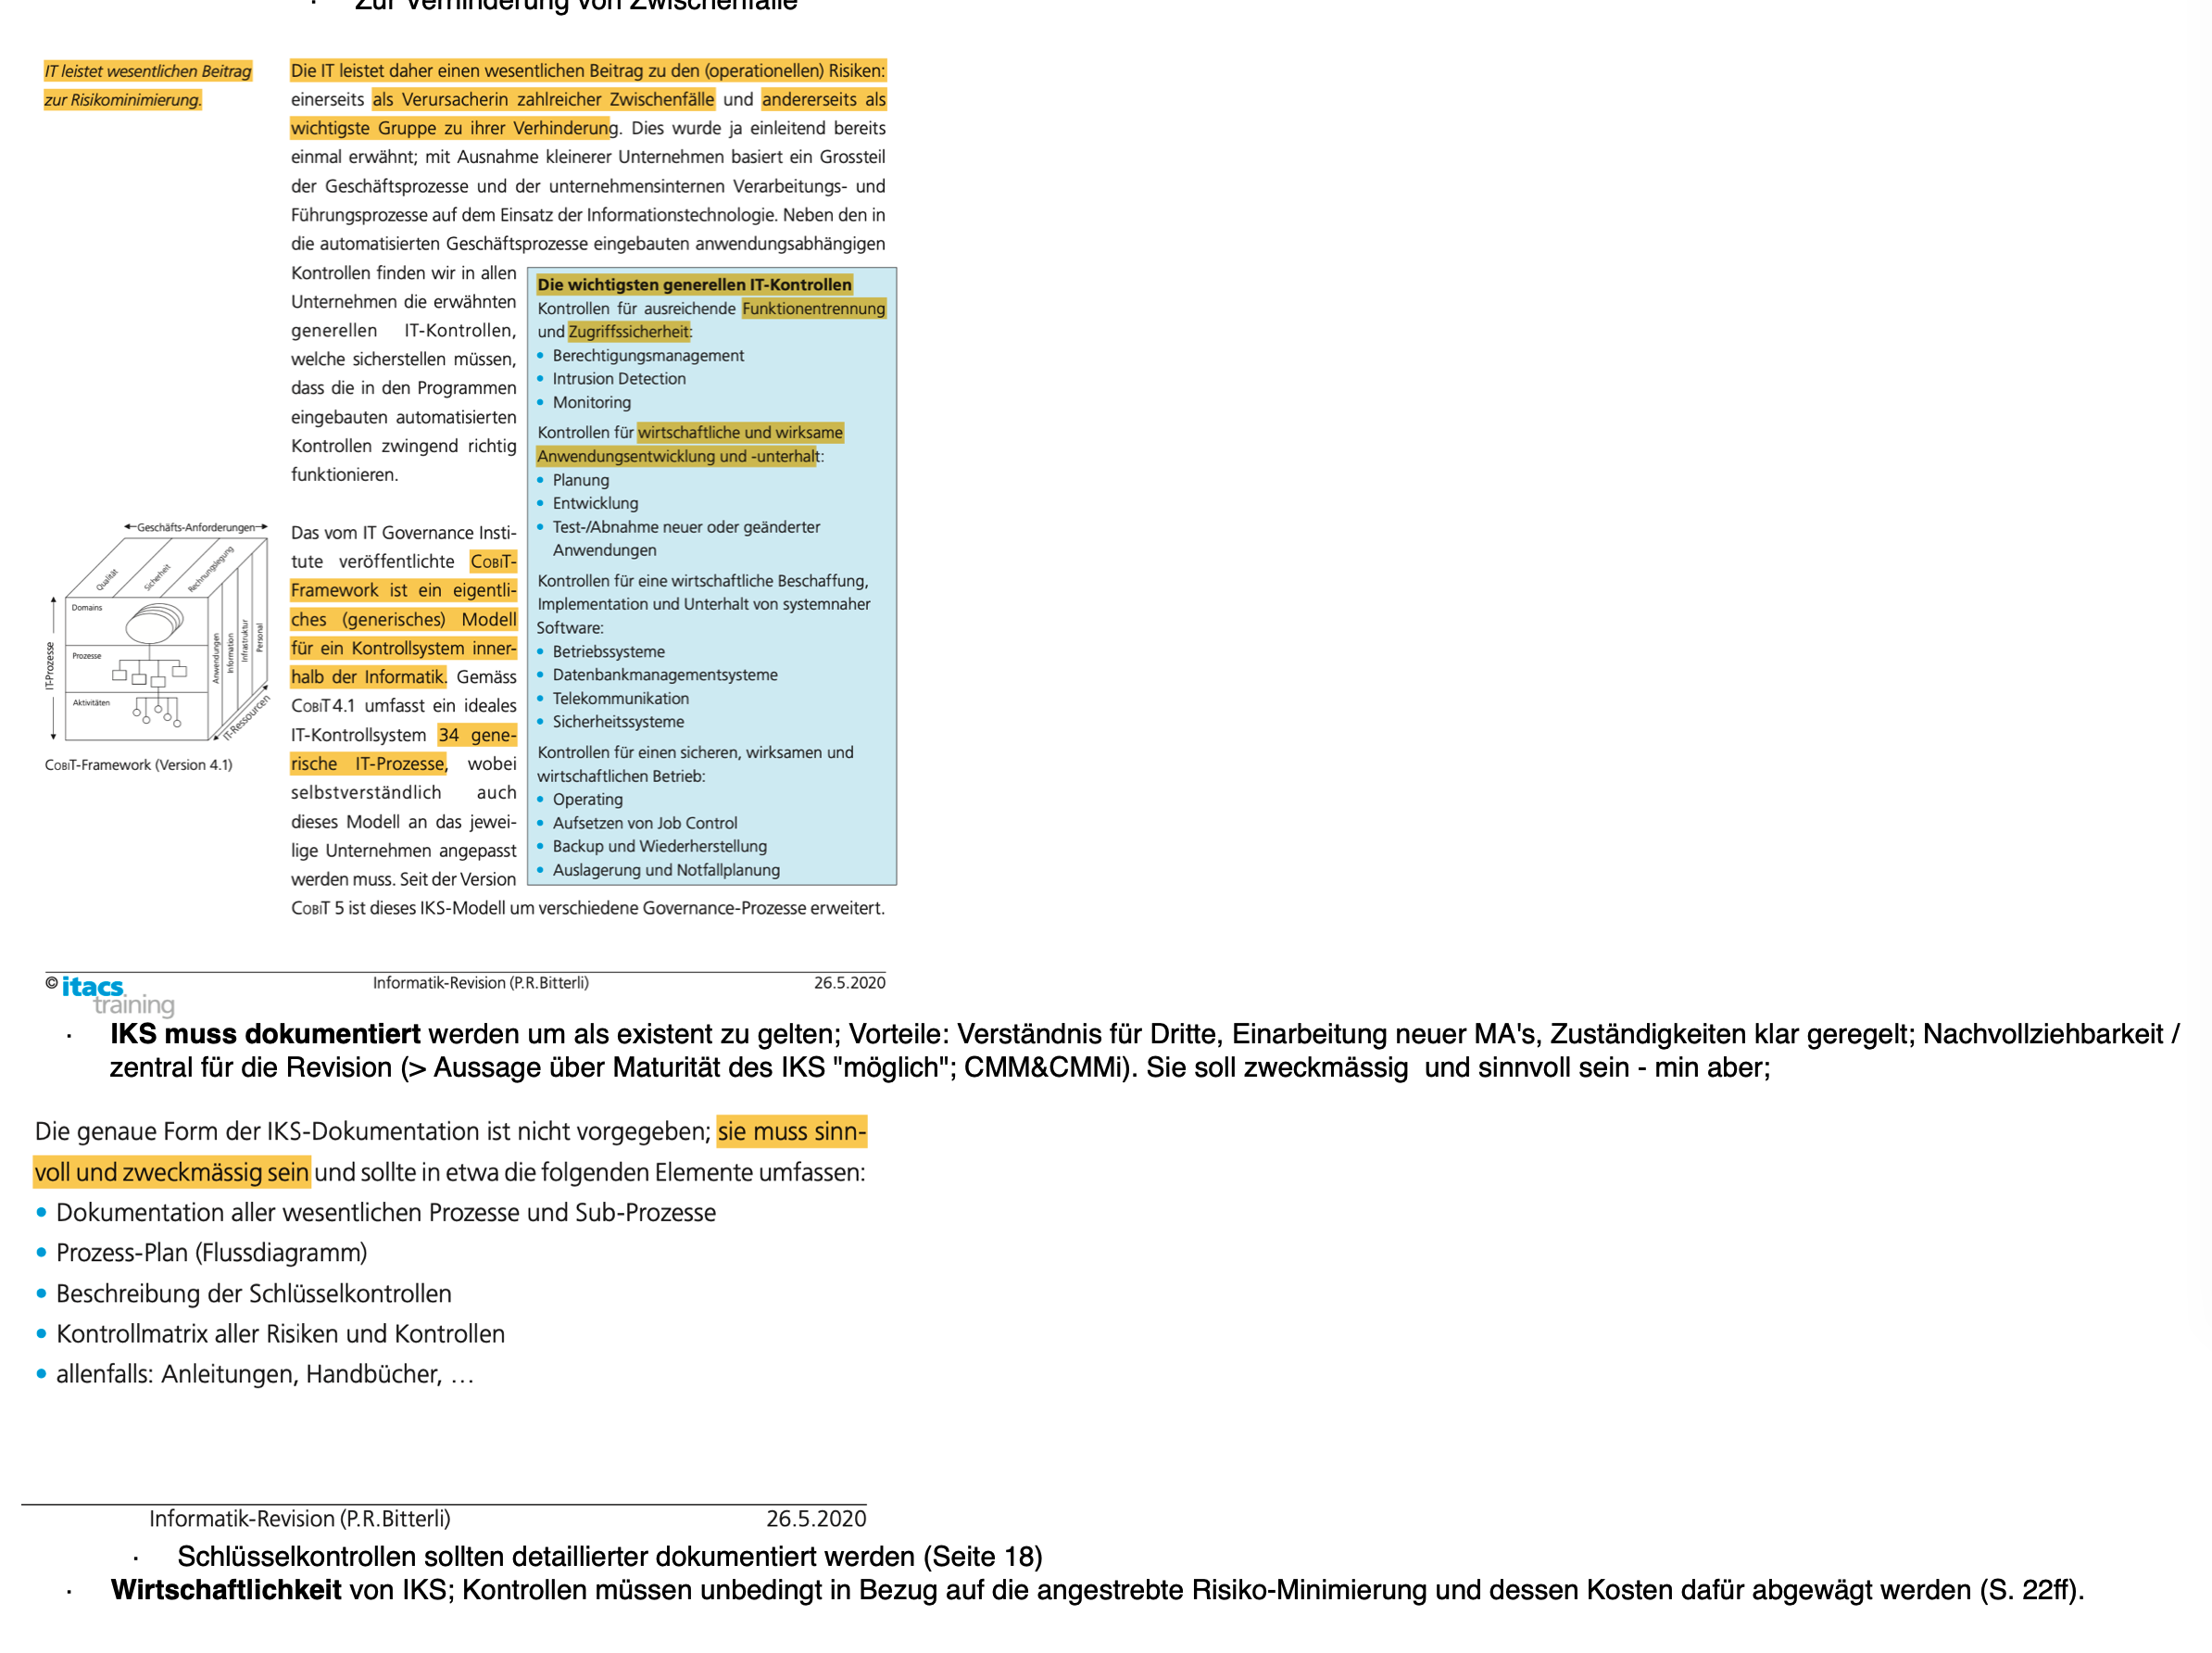 · Zur Verhinderung von Zwischenfälle
IT leistet wesentlichen Beitrag
zur Risikominimierung.
Die IT leistet daher einen wesentlichen Beitrag zu den (operationellen) Risiken:
einerseits als Verursacherin zahlreicher Zwischenfälle und andererseits als
wichtigste Gruppe zu ihrer Verhinderung. Dies wurde ja einleitend bereits
einmal erwähnt; mit Ausnahme kleinerer Unternehmen basiert ein Grossteil
der Geschäftsprozesse und der unternehmensinternen Verarbeitungs- und
Führungsprozesse auf dem Einsatz der Informationstechnologie. Neben den in
die automatisierten Geschäftsprozesse eingebauten anwendungsabhängigen
Kontrollen finden wir in allen
Unternehmen die erwähnten
generellen IT-Kontrollen,
welche sicherstellen müssen,
dass die in den Programmen
eingebauten automatisierten
Kontrollen zwingend richtig
funktionieren.
Das vom IT Governance Insti-
tute veröffentlichte COBIT-
Framework ist ein eigentli-
ches (generisches) Modell
für ein Kontrollsystem inner-
halb der Informatik. Gemäss
COBIT 4.1 umfasst ein ideales
IT-Kontrollsystem 34 gene-
rische IT-Prozesse, wobei
selbstverständlich auch
dieses Modell an das jewei-
lige Unternehmen angepasst
werden muss. Seit der Version
COBIT 5 ist dieses IKS-Modell um verschiedene Governance-Prozesse erweitert.
Die wichtigsten generellen IT-Kontrollen
Kontrollen für ausreichende Funktionentrennung
und Zugriffssicherheit:
• Berechtigungsmanagement
• Intrusion Detection
• Monitoring
Kontrollen für wirtschaftliche und wirksame
Anwendungsentwicklung und -unterhalt:
• Planung
• Entwicklung
• Test-/Abnahme neuer oder geänderter
Anwendungen
Kontrollen für eine wirtschaftliche Beschaffung,
Implementation und Unterhalt von systemnaher
Software:
• Betriebssysteme
• Datenbankmanagementsysteme
• Telekommunikation
• Sicherheitssysteme
Kontrollen für einen sicheren, wirksamen und
wirtschaftlichen Betrieb:
• Operating
• Aufsetzen von Job Control
• Backup und Wiederherstellung
• Auslagerung und Notfallplanung
Geschäfts-Anforderungen
Qualität
Sicherheit
Rechnungslegung
IT-Prozesse
Domains
Prozesse
Aktivitäten
Anwendungen
Information
Infrastruktur
Personal
IT-Ressourcen
COBIT-Framework (Version 4.1)
© itacs Informatik-Revision (P.R.Bitterli) 26.5.2020
training
· IKS muss dokumentiert werden um als existent zu gelten; Vorteile: Verständnis für Dritte, Einarbeitung neuer MA's, Zuständigkeiten klar geregelt; Nachvollziehbarkeit /
zentral für die Revision (> Aussage über Maturität des IKS "möglich"; CMM&CMMi). Sie soll zweckmässig  und sinnvoll sein - min aber;
Die genaue Form der IKS-Dokumentation ist nicht vorgegeben; sie muss sinn-
voll und zweckmässig sein und sollte in etwa die folgenden Elemente umfassen:
• Dokumentation aller wesentlichen Prozesse und Sub-Prozesse
• Prozess-Plan (Flussdiagramm)
• Beschreibung der Schlüsselkontrollen
• Kontrollmatrix aller Risiken und Kontrollen
• allenfalls: Anleitungen, Handbücher, …
Informatik-Revision (P.R.Bitterli) 26.5.2020
· Schlüsselkontrollen sollten detaillierter dokumentiert werden (Seite 18)
· Wirtschaftlichkeit von IKS; Kontrollen müssen unbedingt in Bezug auf die angestrebte Risiko-Minimierung und dessen Kosten dafür abgewägt werden (S. 22ff).